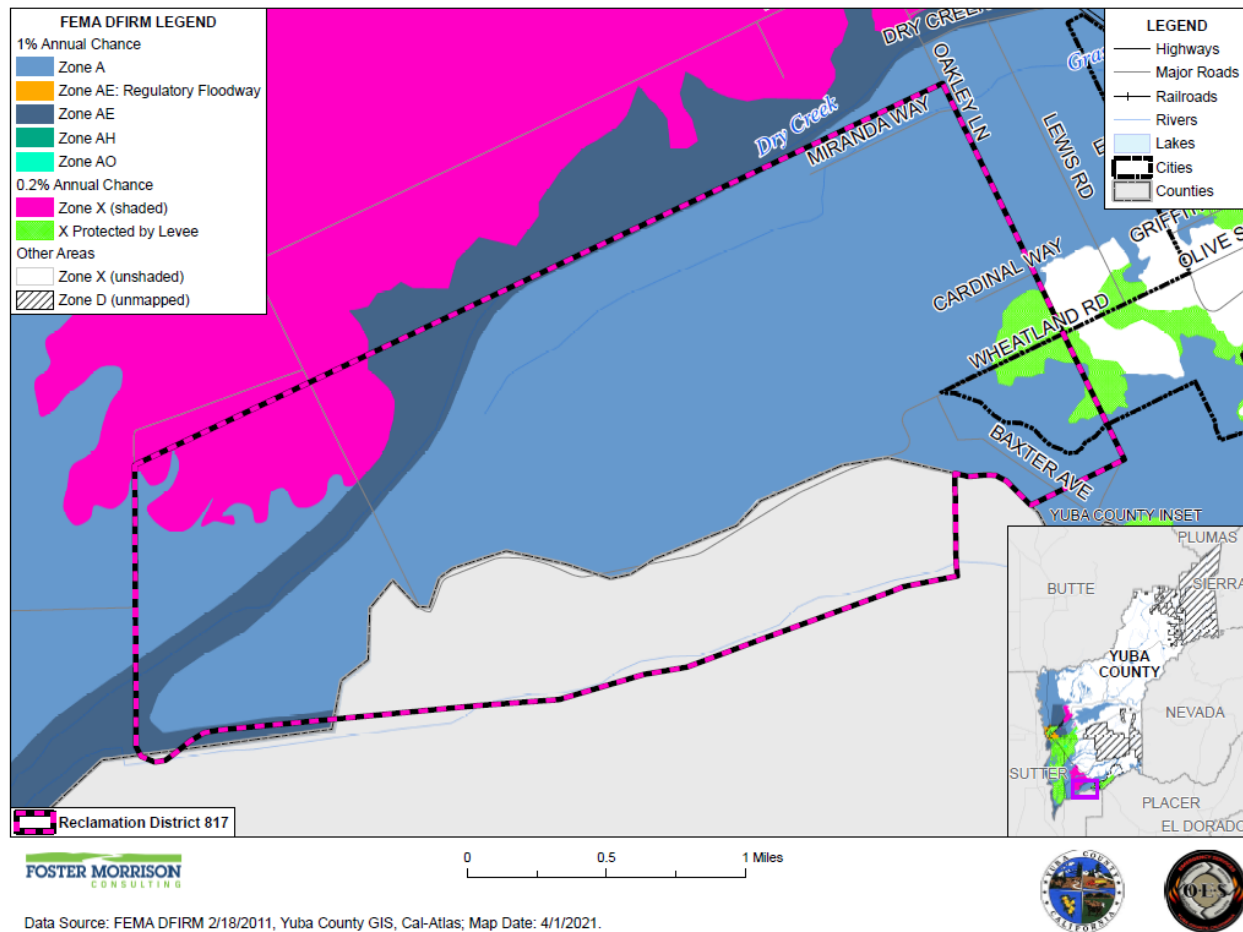 FEMA DFIRM LEGEND
1% Annual Chance
Zone A
Zone AE: Regulatory Floodway
Zone AE
Zone AH
Zone AO
0.2% Annual Chance
Zone X (shaded)
X Protected by Levee
Other Areas
Zone X (unshaded)
Zone D (unmapped)
LEGEND
Highways
Major Roads
Railroads
Rivers
Lakes
Cities
Counties
DRY CREEK
OAKLEY LN
Dry Creek
MIRANDA WAY
LEWIS RD
CARDINAL WAY
WHEATLAND RD
OLIVE S
BAXTER AVE
YUBA COUNTY INSET
PLUMAS
BUTTE
SIERRA
YUBA
COUNTY
NEVADA
SUTTER
PLACER
EL DORADO
Reclamation District 817
FOSTER MORRISON
CONSULTING
0 0.5 1 Miles
YUBA COUNTY
CALIFORNIA
OES
Data Source: FEMA DFIRM 2/18/2011, Yuba County GIS, Cal-Atlas; Map Date: 4/1/2021.